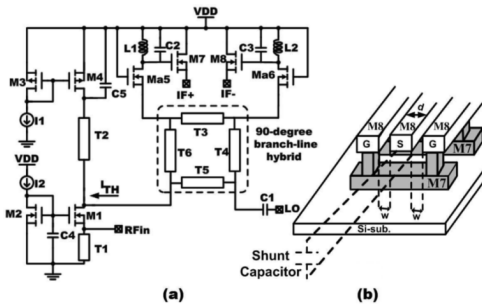 VDD
L1
C2
M7
M8
C3
L2
M3
M4
C5
Ma5
IF+
IF-
Ma6
I1
T2
T3
90-degree
branch-line
hybrid
T6
T4
T5
VDD
I2
ITH
C1
LO
M2
M1
RFin
C4
T1
(a)
d
M8
M8
M8
G
S
G
M7
M7
w
w
Si-sub.
Shunt
Capacitor
(b)